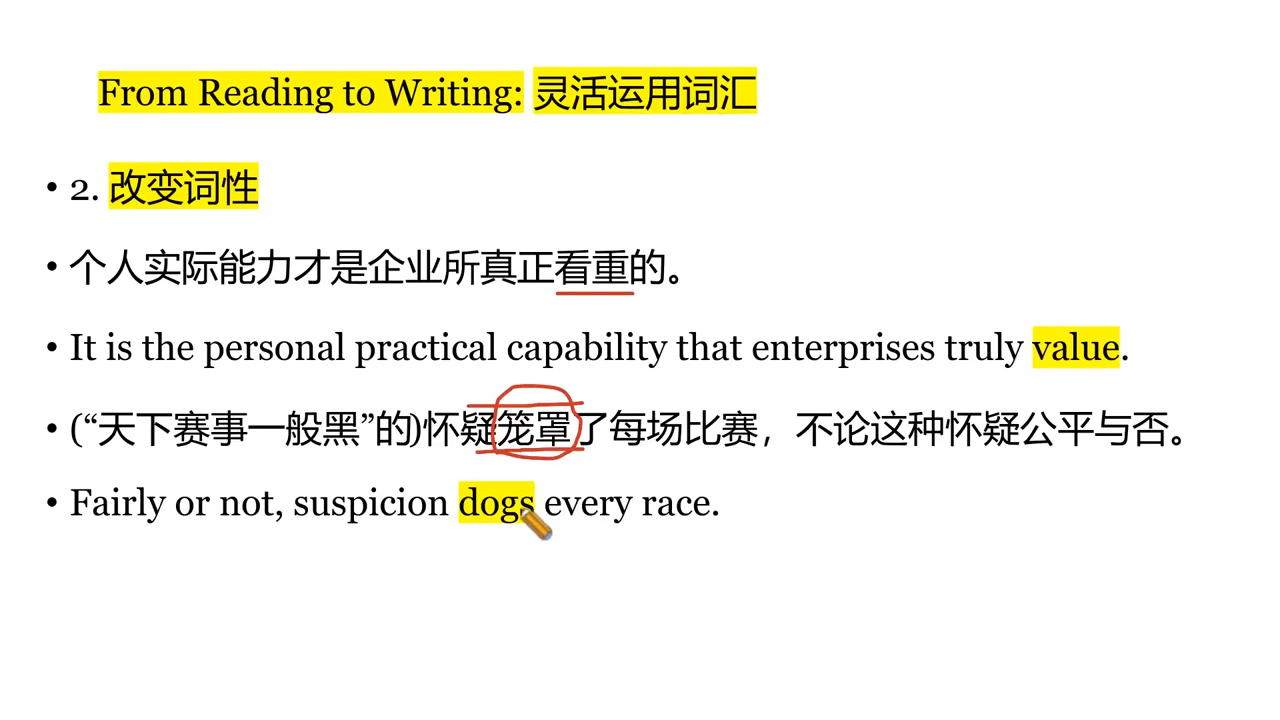 From Reading to Writing: 灵活运用词汇
• 2. 改变词性
• 个人实际能力才是企业所真正看重的。
• It is the personal practical capability that enterprises truly value.
• (“天下赛事一般黑”的)怀疑笼罩了每场比赛，不论这种怀疑公平与否。
• Fairly or not, suspicion dogs every race.